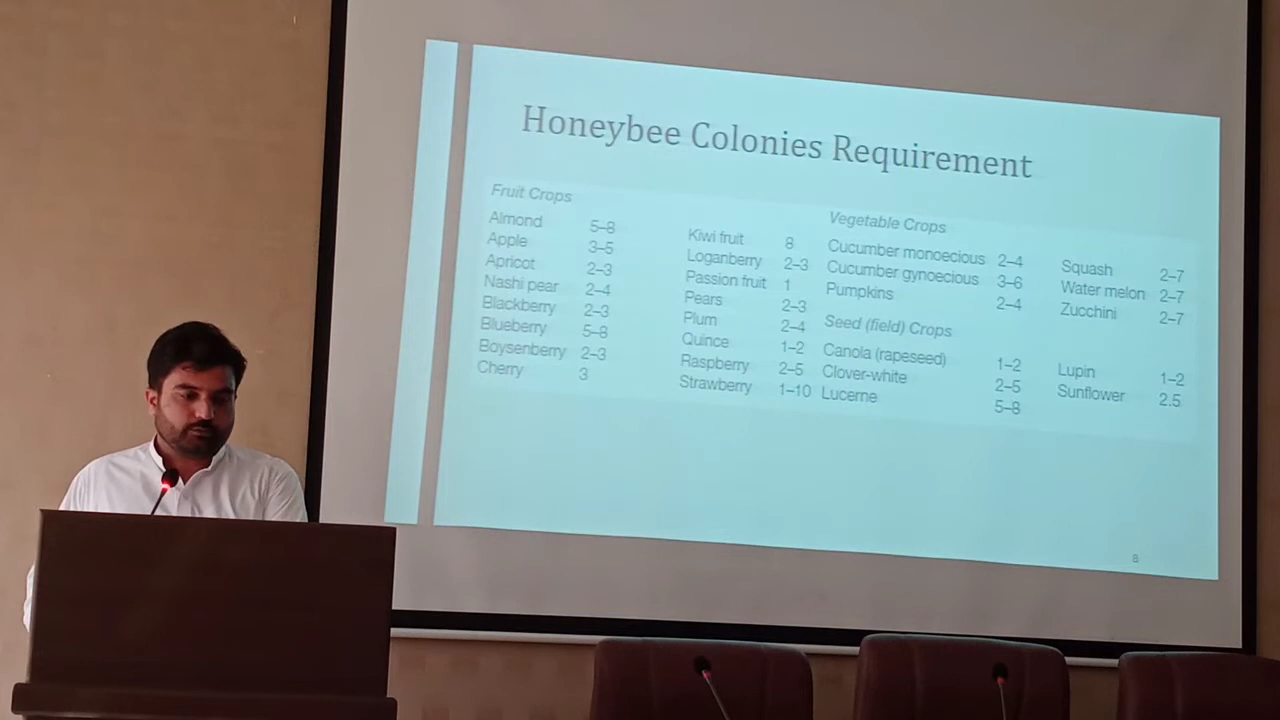 Honeybee Colonies Requirement
Fruit Crops
Almond 5–8
Apple 3–5
Apricot 2–3
Nashi pear 2–4
Blackberry 2–3
Blueberry 5–8
Boysenberry 2–3
Cherry 3
Kiwi fruit 8
Loganberry 2–3
Passion fruit 1
Pears 2–3
Plum 2–4
Quince 1–2
Raspberry 2–5
Strawberry 1–10
Vegetable Crops
Cucumber monoecious 2–4
Cucumber gynoecious 3–6
Pumpkins 2–4
Squash 2–7
Water melon 2–7
Zucchini 2–7
Seed (field) Crops
Canola (rapeseed) 1–2
Clover-white 2–5
Lucerne 5–8
Lupin 1–2
Sunflower 2.5
8